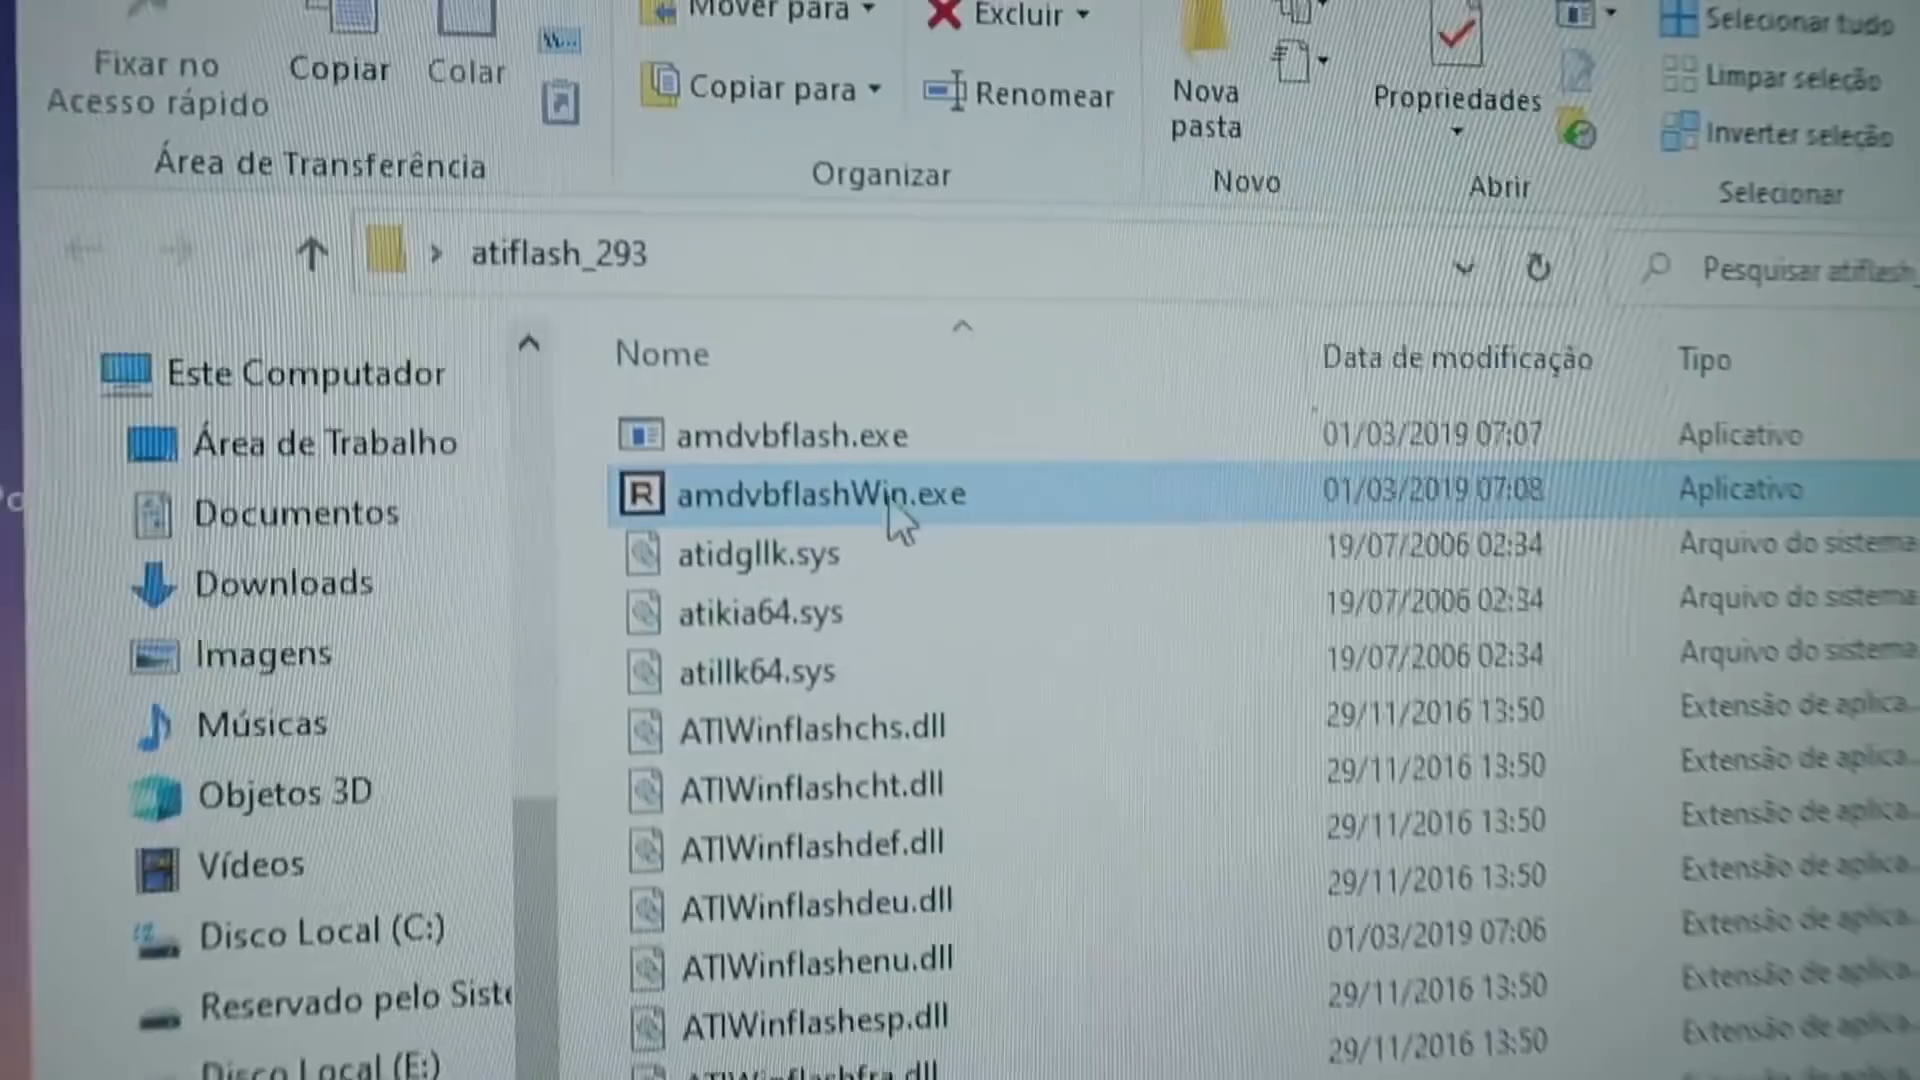 Mover para
Excluir
Selecionar tudo
Fixar no
Acesso rápido
Copiar
Colar
Copiar para
Renomear
Nova
pasta
Propriedades
Limpar seleção
Inverter seleção
Área de Transferência
Organizar
Novo
Abrir
Selecionar
atiflash_293
Pesquisar atiflash_
Este Computador
Área de Trabalho
Documentos
Downloads
Imagens
Músicas
Objetos 3D
Vídeos
Disco Local (C:)
Reservado pelo Siste
Disco Local (E:)
Nome
Data de modificação
Tipo
amdvbflash.exe
01/03/2019 07:07
Aplicativo
amdvbflashWin.exe
01/03/2019 07:08
Aplicativo
atidgllk.sys
19/07/2006 02:34
Arquivo do sistema
atikia64.sys
19/07/2006 02:34
Arquivo do sistema
atillk64.sys
19/07/2006 02:34
Arquivo do sistema
ATIWinflashchs.dll
29/11/2016 13:50
Extensão de aplica...
ATIWinflashcht.dll
29/11/2016 13:50
Extensão de aplica...
ATIWinflashdef.dll
29/11/2016 13:50
Extensão de aplica...
ATIWinflashdeu.dll
29/11/2016 13:50
Extensão de aplica...
ATIWinflashenu.dll
01/03/2019 07:06
Extensão de aplica...
ATIWinflashesp.dll
29/11/2016 13:50
Extensão de aplica...
ATIWinflashfra.dll
29/11/2016 13:50
Extensão de aplica...